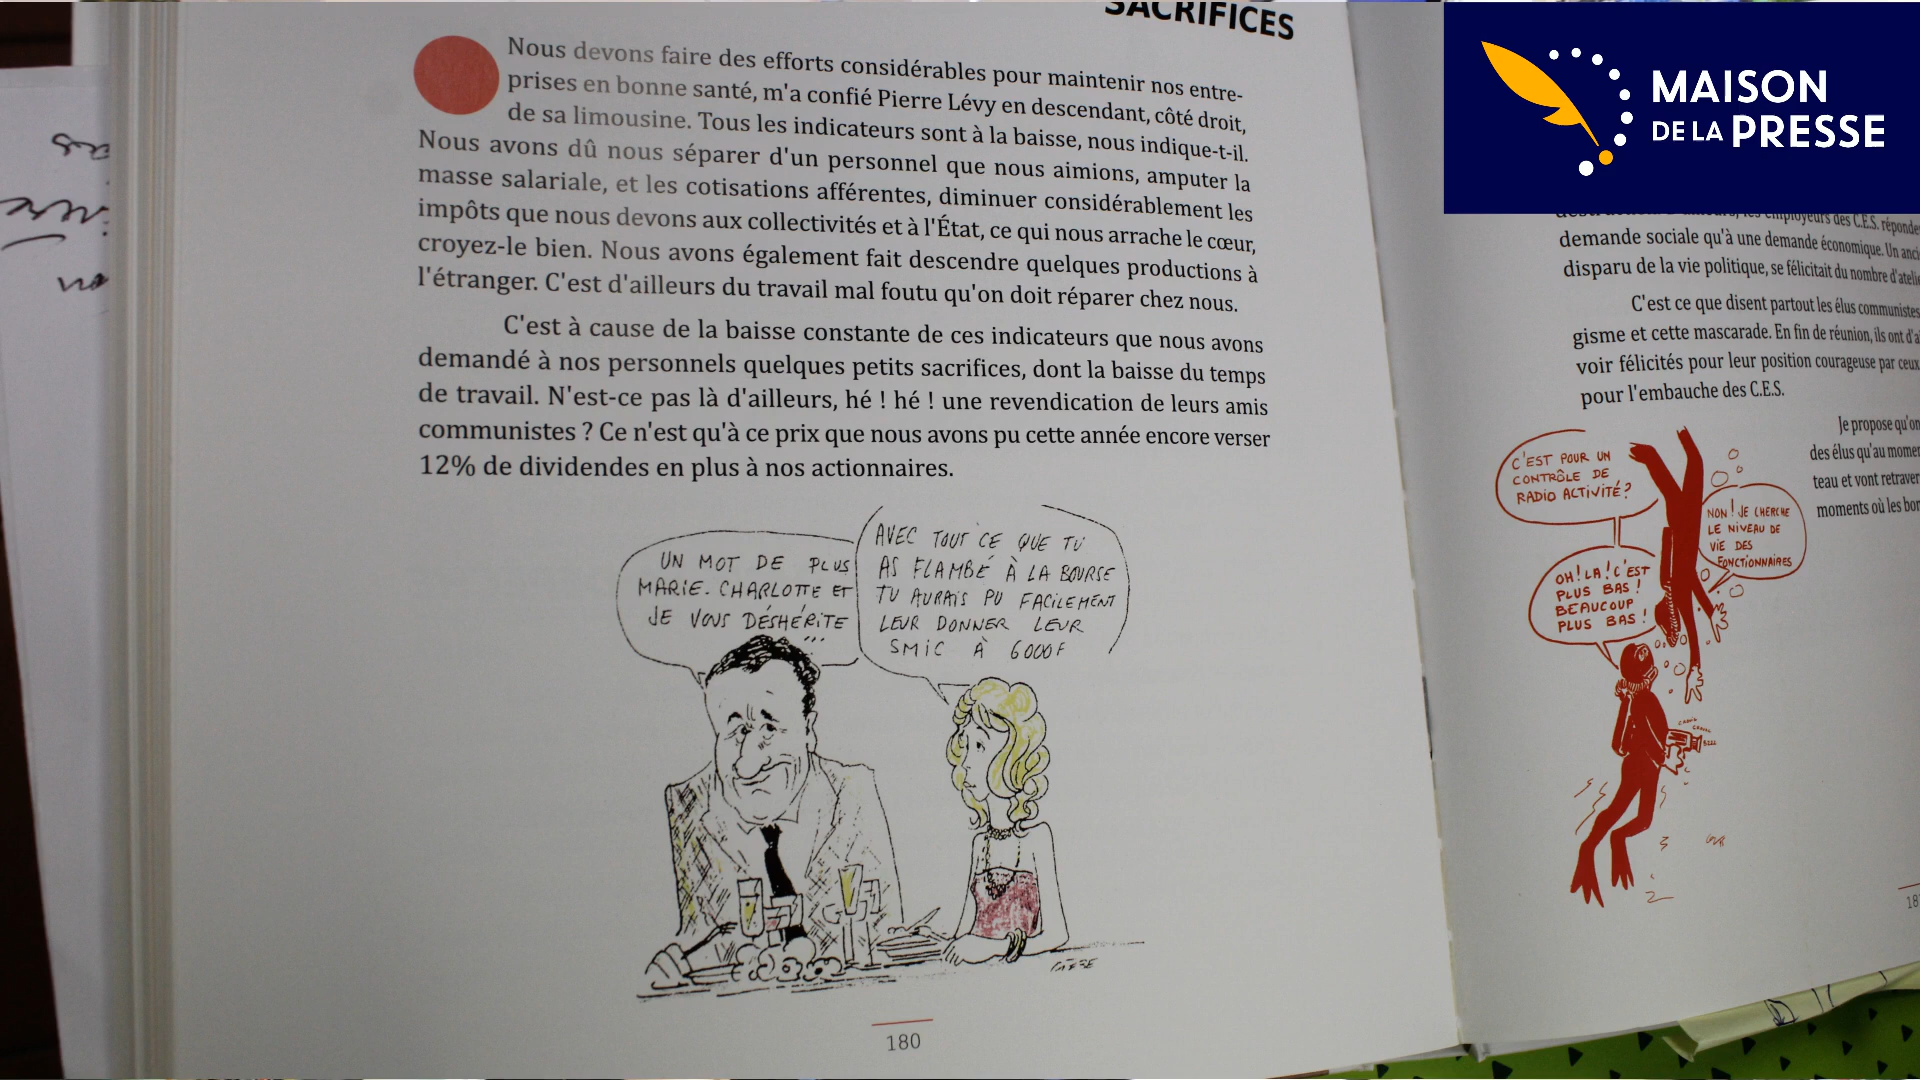 SACRIFICES
Nous devons faire des efforts considérables pour maintenir nos entre-
prises en bonne santé, m'a confié Pierre Lévy en descendant, côté droit,
de sa limousine. Tous les indicateurs sont à la baisse, nous indique-t-il.
Nous avons dû nous séparer d'un personnel que nous aimions, amputer la
masse salariale, et les cotisations afférentes, diminuer considérablement les
impôts que nous devons aux collectivités et à l'État, ce qui nous arrache le cœur,
croyez-le bien. Nous avons également fait descendre quelques productions à
l'étranger. C'est d'ailleurs du travail mal foutu qu'on doit réparer chez nous.
C'est à cause de la baisse constante de ces indicateurs que nous avons
demandé à nos personnels quelques petits sacrifices, dont la baisse du temps
de travail. N'est-ce pas là d'ailleurs, hé ! hé ! une revendication de leurs amis
communistes ? Ce n'est qu'à ce prix que nous avons pu cette année encore verser
12% de dividendes en plus à nos actionnaires.
UN MOT DE PLUS
MARIE. CHARLOTTE ET
JE VOUS DÉSHÉRITE
...
AVEC TOUT CE QUE TU
AS FLAMBÉ À LA BOURSE
TU AURAIS PU FACILEMENT
LEUR DONNER LEUR
SMIC À 6000F
180
MAISON
DE LA PRESSE
les employeurs des C.E.S. réponde
demande sociale qu'à une demande économique. Un anci
disparu de la vie politique, se félicitait du nombre d'atelie
C'est ce que disent partout les élus communistes
gisme et cette mascarade. En fin de réunion, ils ont d'a
voir félicités pour leur position courageuse par ceux
pour l'embauche des C.E.S.
Je propose qu'on
des élus qu'au momen
teau et vont retraver
moments où les bor
C'EST POUR UN
CONTRÔLE DE
RADIO ACTIVITÉ?
NON! JE CHERCHE
LE NIVEAU DE
VIE DES
FONCTIONNAIRES
OH! LA! C'EST
PLUS BAS!
BEAUCOUP
PLUS BAS!
18